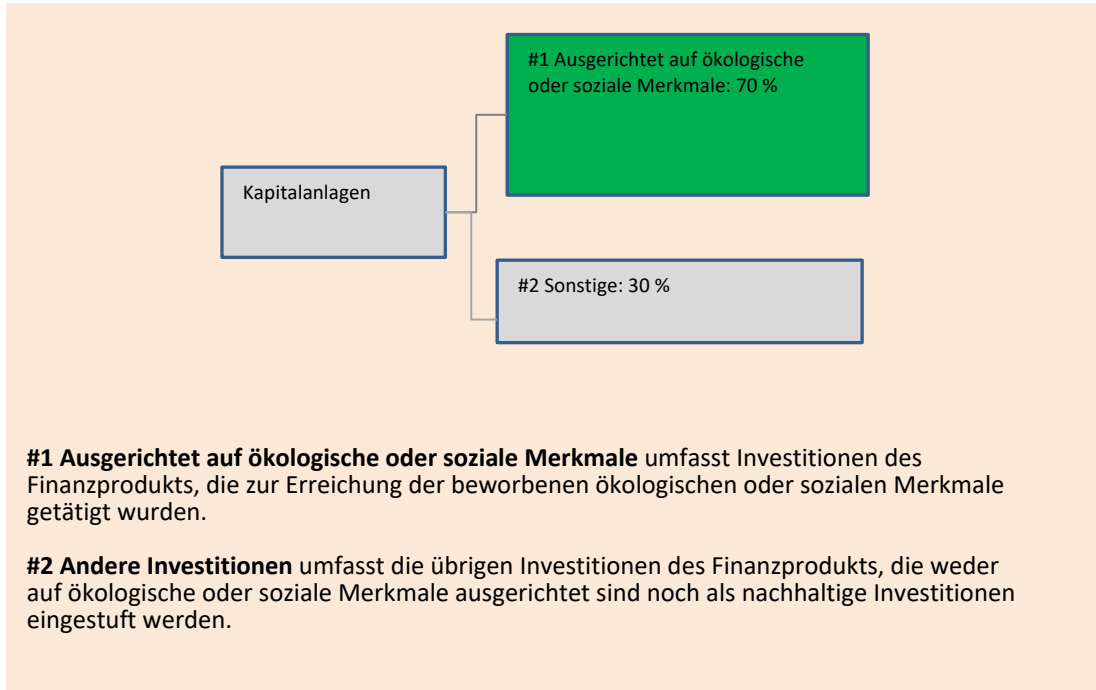 #1 Ausgerichtet auf ökologische
oder soziale Merkmale: 70 %
Kapitalanlagen
#2 Sonstige: 30 %
#1 Ausgerichtet auf ökologische oder soziale Merkmale umfasst Investitionen des
Finanzprodukts, die zur Erreichung der beworbenen ökologischen oder sozialen Merkmale
getätigt wurden.
#2 Andere Investitionen umfasst die übrigen Investitionen des Finanzprodukts, die weder
auf ökologische oder soziale Merkmale ausgerichtet sind noch als nachhaltige Investitionen
eingestuft werden.